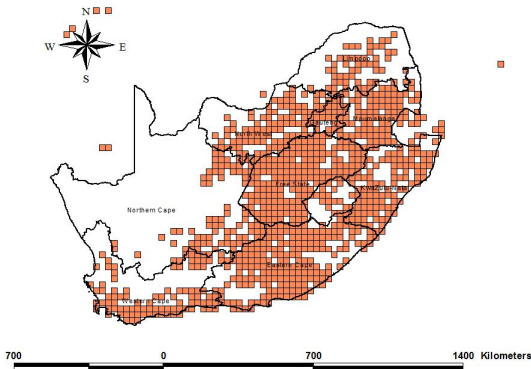 N
W E
S
Limpopo
Gauteng
Mpumalanga
North West
Free State
KwaZulu-Natal
Northern Cape
Eastern Cape
Western Cape
700 0 700 1400 Kilometers